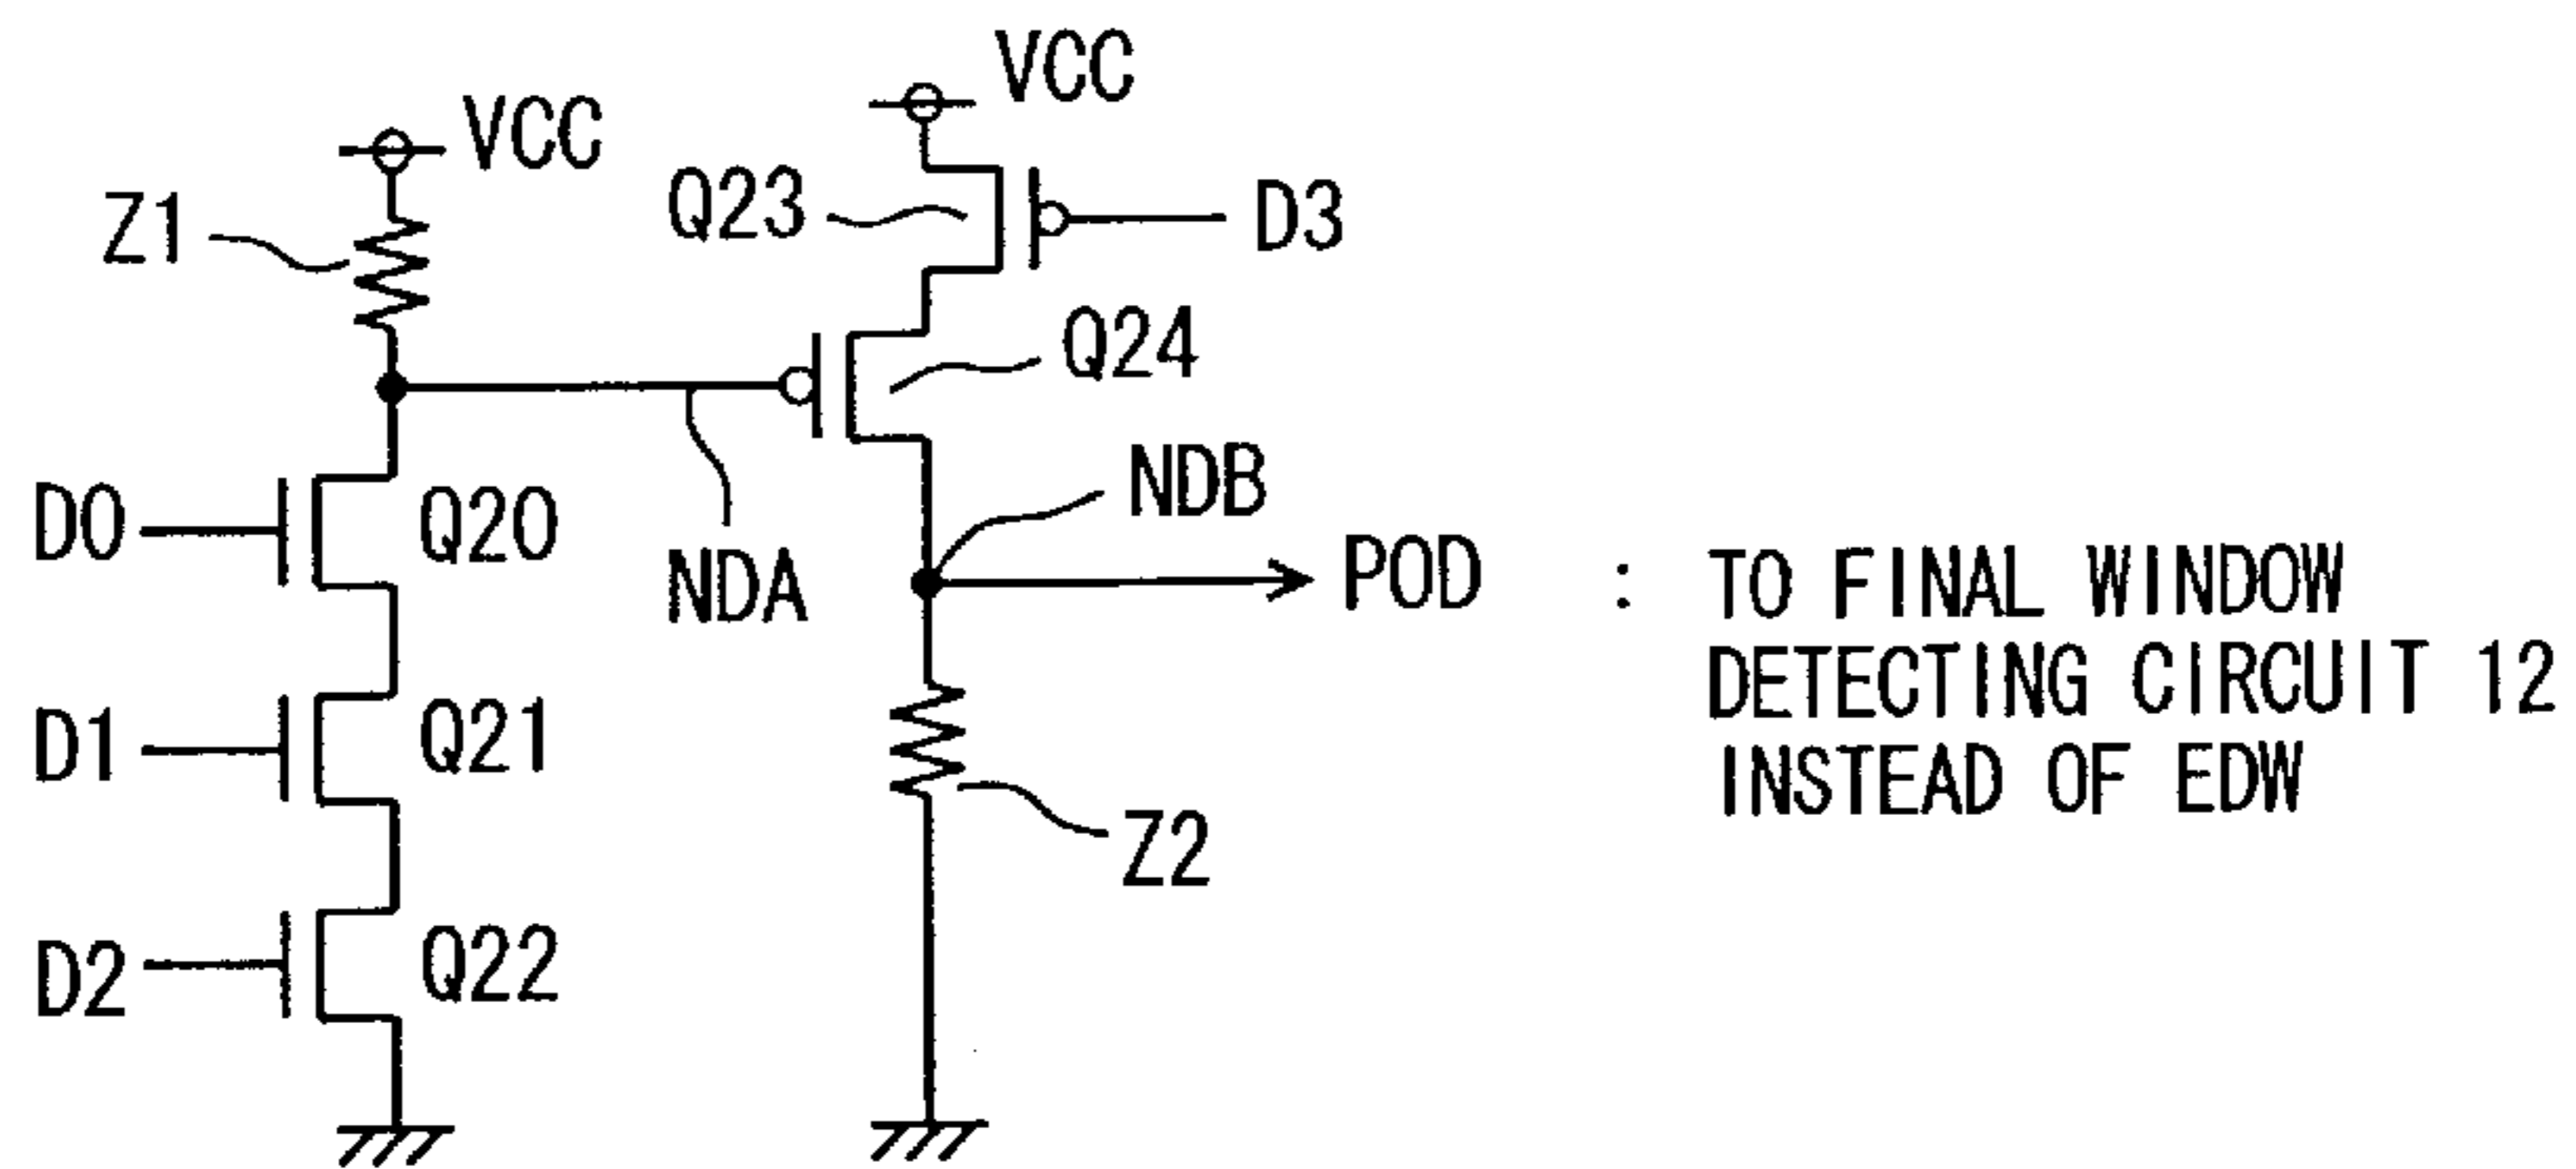 VCC
VCC
Z1
Q23
D3
Q24
D0
Q20
NDA
NDB
POD : TO FINAL WINDOW
DETECTING CIRCUIT 12
INSTEAD OF EDW
D1
Q21
Z2
D2
Q22